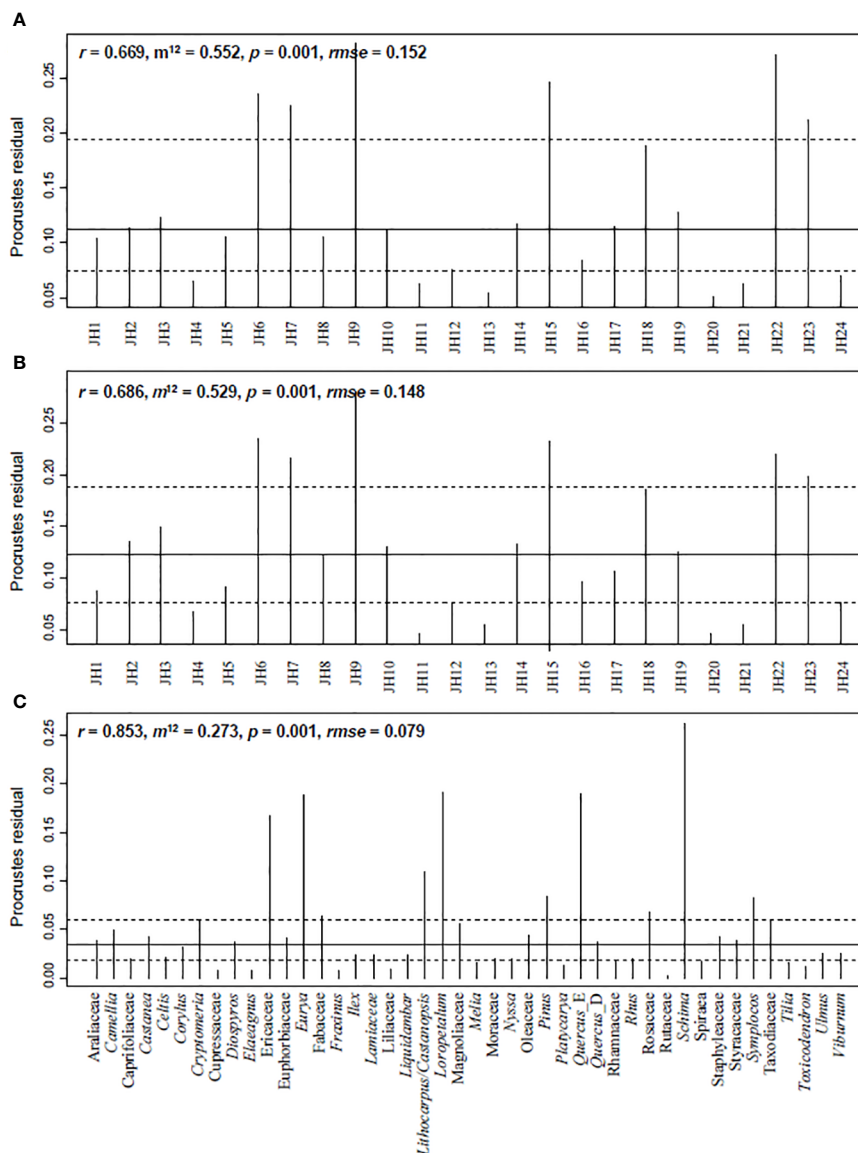 A
r = 0.669, m¹² = 0.552, p = 0.001, rmse = 0.152
Procrustes residual
0.25
0.20
0.15
0.10
0.05
JH1 JH2 JH3 JH4 JH5 JH6 JH7 JH8 JH9 JH10 JH11 JH12 JH13 JH14 JH15 JH16 JH17 JH18 JH19 JH20 JH21 JH22 JH23 JH24
B
r = 0.686, m¹² = 0.529, p = 0.001, rmse = 0.148
Procrustes residual
0.25
0.20
0.15
0.10
0.05
JH1 JH2 JH3 JH4 JH5 JH6 JH7 JH8 JH9 JH10 JH11 JH12 JH13 JH14 JH15 JH16 JH17 JH18 JH19 JH20 JH21 JH22 JH23 JH24
C
r = 0.853, m¹² = 0.273, p = 0.001, rmse = 0.079
Procrustes residual
0.25
0.20
0.15
0.10
0.05
0.00
Araliaceae
Camellia
Caprifoliaceae
Castanea
Celtis
Corylus
Cryptomeria
Cupressaceae
Diospyros
Elaeagnus
Ericaceae
Euphorbiaceae
Eurya
Fabaceae
Fraxinus
Ilex
Lamiaceae
Liliaceae
Liquidambar
Lithocarpus/Castanopsis
Loropetalum
Magnoliaceae
Melia
Moraceae
Nyssa
Oleaceae
Pinus
Platycarya
Quercus_E
Quercus_D
Rhamnaceae
Rhus
Rosaceae
Rutaceae
Schima
Spiraea
Staphyleaceae
Styracaceae
Symplocos
Taxodiaceae
Tilia
Toxicodendron
Ulmus
Viburnum